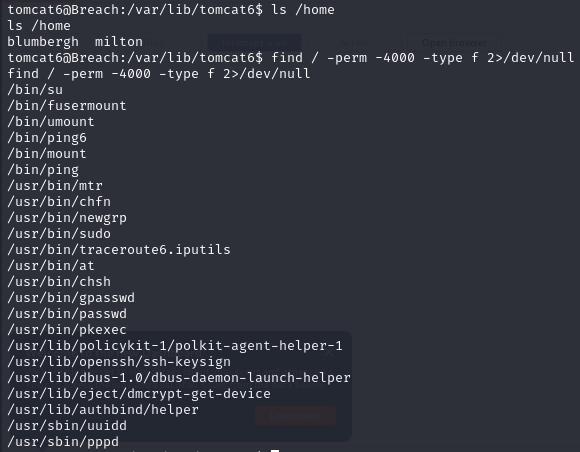 tomcat6@Breach:/var/lib/tomcat6$ ls /home
ls /home
blumbergh  milton
tomcat6@Breach:/var/lib/tomcat6$ find / -perm -4000 -type f 2>/dev/null
find / -perm -4000 -type f 2>/dev/null
/bin/su
/bin/fusermount
/bin/umount
/bin/ping6
/bin/mount
/bin/ping
/usr/bin/mtr
/usr/bin/chfn
/usr/bin/newgrp
/usr/bin/sudo
/usr/bin/traceroute6.iputils
/usr/bin/at
/usr/bin/chsh
/usr/bin/gpasswd
/usr/bin/passwd
/usr/bin/pkexec
/usr/lib/policykit-1/polkit-agent-helper-1
/usr/lib/openssh/ssh-keysign
/usr/lib/dbus-1.0/dbus-daemon-launch-helper
/usr/lib/eject/dmcrypt-get-device
/usr/lib/authbind/helper
/usr/sbin/uuidd
/usr/sbin/pppd